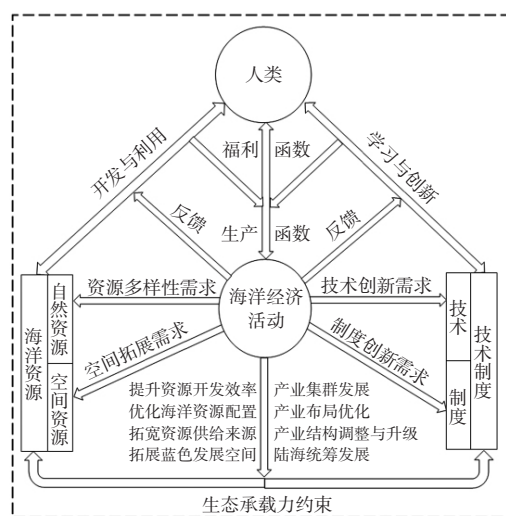 人类
开发与利用
福利 函数
学习与创新
反馈
生产 函数
反馈
海洋资源
自然资源
空间资源
资源多样性需求
海洋经济
活动
技术创新需求
技术
制度
技术制度
空间拓展需求
制度创新需求
提升资源开发效率 产业集群发展
优化海洋资源配置 产业布局优化
拓宽资源供给来源 产业结构调整与升级
拓展蓝色发展空间 陆海统筹发展
生态承载力约束